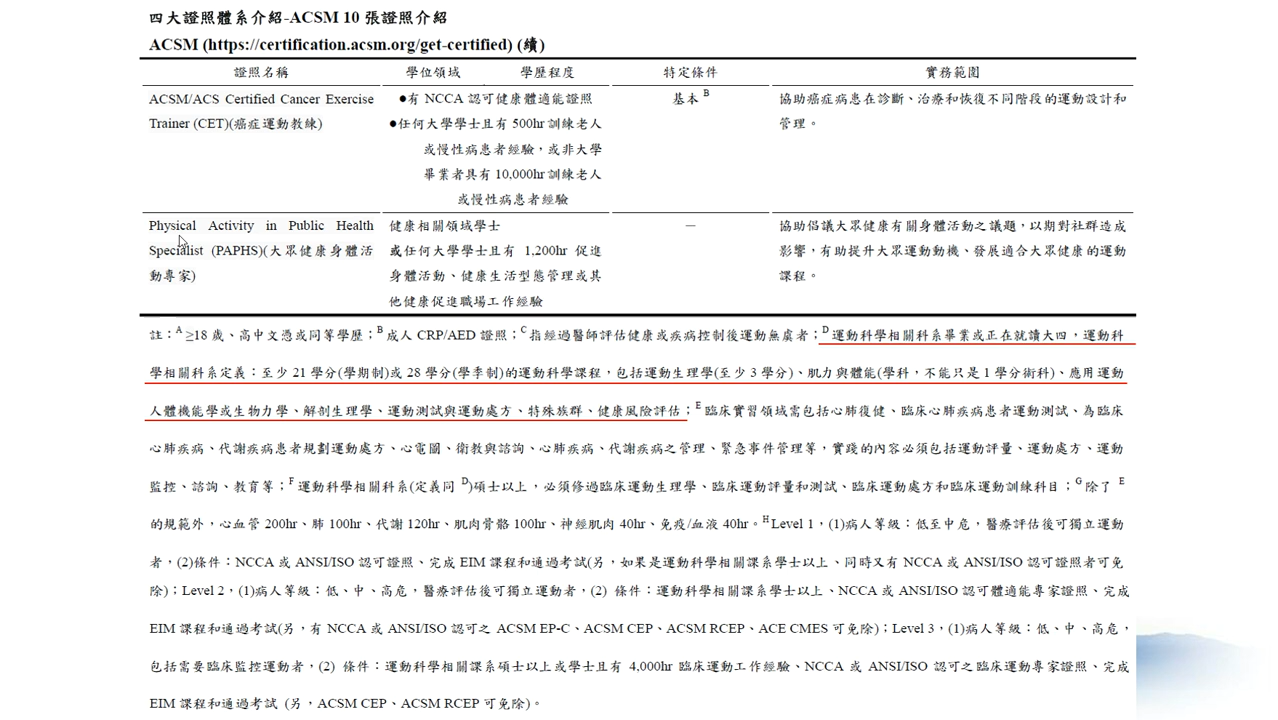 四大證照體系介紹-ACSM 10 張證照介紹
ACSM (https://certification.acsm.org/get-certified) (續)
證照名稱 學位領域 學歷程度 特定條件 實務範圍
ACSM/ACS Certified Cancer Exercise
Trainer (CET)(癌症運動教練)
●有 NCCA 認可健康體適能證照
●任何大學學士且有 500hr 訓練老人
或慢性病患者經驗，或非大學
畢業者具有 10,000hr 訓練老人
或慢性病患者經驗
基本 B
協助癌症病患在診斷、治療和恢復不同階段的運動設計和
管理。
Physical Activity in Public Health
Specialist (PAPHS)(大眾健康身體活
動專家)
健康相關領域學士
或任何大學學士且有 1,200hr 促進
身體活動、健康生活型態管理或其
他健康促進職場工作經驗
—
協助倡議大眾健康有關身體活動之議題，以期對社群造成
影響，有助提升大眾運動動機、發展適合大眾健康的運動
課程。
註：A ≥18 歲、高中文憑或同等學歷；B 成人 CRP/AED 證照；C 指經過醫師評估健康或疾病控制後運動無虞者；D 運動科學相關科系畢業或正在就讀大四，運動科
學相關科系定義：至少 21 學分(學期制)或 28 學分(學季制)的運動科學課程，包括運動生理學(至少 3 學分)、肌力與體能(學科，不能只是 1 學分術科)、應用運動
人體機能學或生物力學、解剖生理學、運動測試與運動處方、特殊族群、健康風險評估；E 臨床實習領域需包括心肺復健、臨床心肺疾病患者運動測試、為臨床
心肺疾病、代謝疾病患者規劃運動處方、心電圖、衛教與諮詢、心肺疾病、代謝疾病之管理、緊急事件管理等，實踐的內容必須包括運動評量、運動處方、運動
監控、諮詢、教育等；F 運動科學相關科系(定義同 D)碩士以上，必須修過臨床運動生理學、臨床運動評量和測試、臨床運動處方和臨床運動訓練科目；G 除了 E
的規範外，心血管 200hr、肺 100hr、代謝 120hr、肌肉骨骼 100hr、神經肌肉 40hr、免疫/血液 40hr。H Level 1，(1)病人等級：低至中危，醫療評估後可獨立運動
者，(2)條件：NCCA 或 ANSI/ISO 認可證照、完成 EIM 課程和通過考試(另，如果是運動科學相關課系學士以上、同時又有 NCCA 或 ANSI/ISO 認可證照者可免
除)；Level 2，(1)病人等級：低、中、高危，醫療評估後可獨立運動者，(2) 條件：運動科學相關課系學士以上、NCCA 或 ANSI/ISO 認可體適能專家證照、完成
EIM 課程和通過考試(另，有 NCCA 或 ANSI/ISO 認可之 ACSM EP-C、ACSM CEP、ACSM RCEP、ACE CMES 可免除)；Level 3，(1)病人等級：低、中、高危，
包括需要臨床監控運動者，(2) 條件：運動科學相關課系碩士以上或學士且有 4,000hr 臨床運動工作經驗、NCCA 或 ANSI/ISO 認可之臨床運動專家證照、完成
EIM 課程和通過考試 (另，ACSM CEP、ACSM RCEP 可免除)。